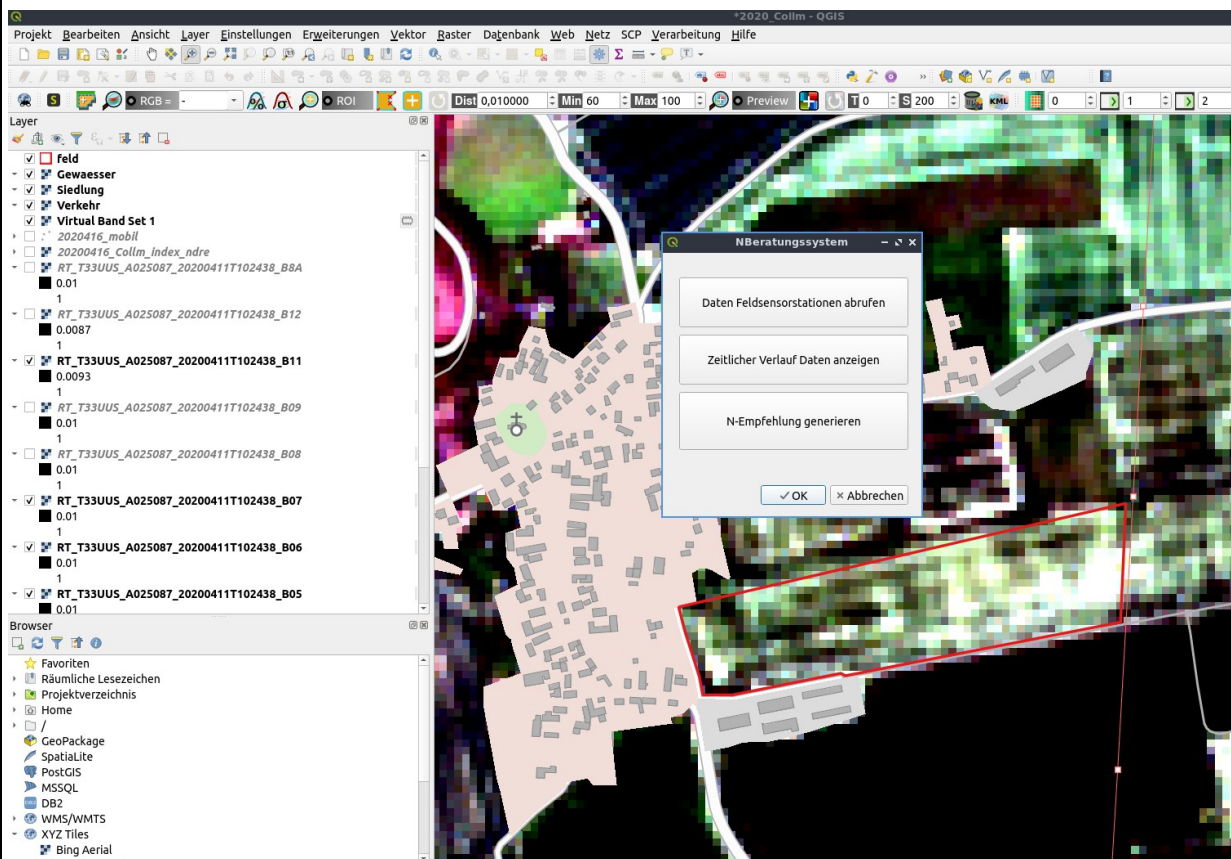 *2020_Collm - QGIS
Projekt Bearbeiten Ansicht Layer Einstellungen Erweiterungen Vektor Raster Datenbank Web Netz SCP Verarbeitung Hilfe
S RGB = - ROI Dist 0,010000 Min 60 Max 100 Preview T 0 S 200 KML 0 1 2
Layer
feld
Gewaesser
Siedlung
Verkehr
Virtual Band Set 1
2020416_mobil
20200416_Collm_index_ndre
RT_T33UUS_A025087_20200411T102438_B8A
0.01
1
RT_T33UUS_A025087_20200411T102438_B12
0.0087
1
RT_T33UUS_A025087_20200411T102438_B11
0.0093
1
RT_T33UUS_A025087_20200411T102438_B09
0.01
1
RT_T33UUS_A025087_20200411T102438_B08
0.01
1
RT_T33UUS_A025087_20200411T102438_B07
0.01
1
RT_T33UUS_A025087_20200411T102438_B06
0.01
1
RT_T33UUS_A025087_20200411T102438_B05
0.01
NBeratungssystem
Daten Feldsensorstationen abrufen
Zeitlicher Verlauf Daten anzeigen
N-Empfehlung generieren
OK Abbrechen
Browser
Favoriten
Räumliche Lesezeichen
Projektverzeichnis
Home
/
GeoPackage
SpatiaLite
PostGIS
MSSQL
DB2
WMS/WMTS
XYZ Tiles
Bing Aerial